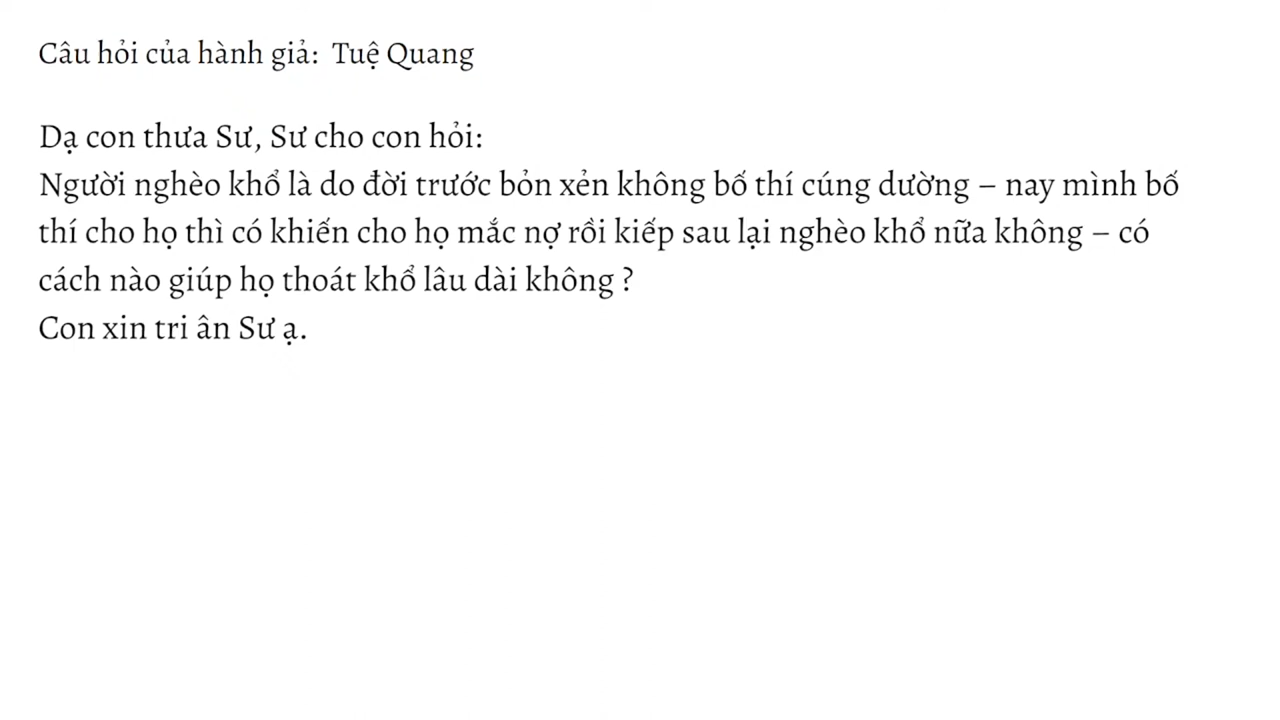 Câu hỏi của hành giả: Tuệ Quang
Dạ con thưa Sư, Sư cho con hỏi:
Người nghèo khổ là do đời trước bỏn xẻn không bố thí cúng dường – nay mình bố
thí cho họ thì có khiến cho họ mắc nợ rồi kiếp sau lại nghèo khổ nữa không – có
cách nào giúp họ thoát khổ lâu dài không ?
Con xin tri ân Sư ạ.